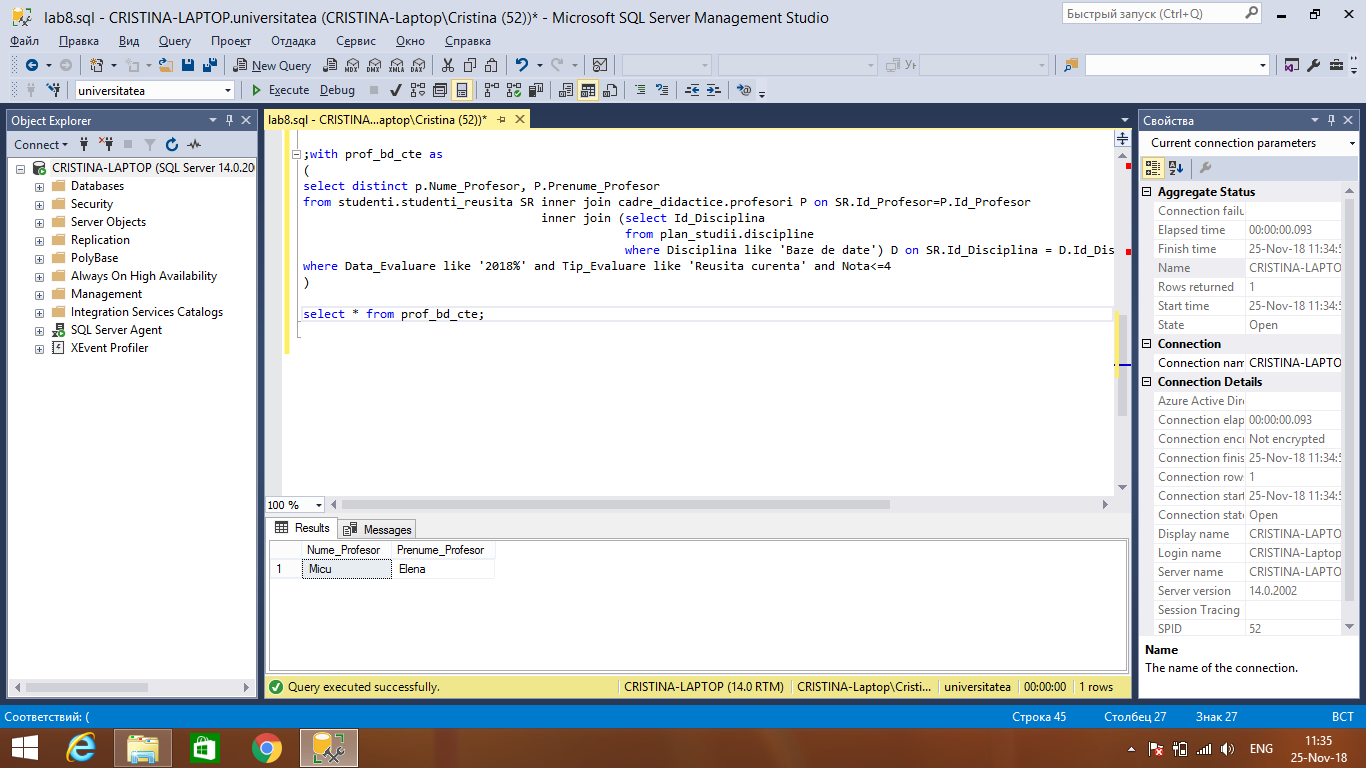 lab8.sql - CRISTINA-LAPTOP.universitatea (CRISTINA-Laptop\Cristina (52))* - Microsoft SQL Server Management Studio
Быстрый запуск (Ctrl+Q)
Файл Правка Вид Query Проект Отладка Сервис Окно Справка
New Query
universitatea
Execute Debug
Object Explorer
Connect
CRISTINA-LAPTOP (SQL Server 14.0.20
Databases
Security
Server Objects
Replication
PolyBase
Always On High Availability
Management
Integration Services Catalogs
SQL Server Agent
XEvent Profiler
lab8.sql - CRISTINA...aptop\Cristina (52))*
;with prof_bd_cte as
(
select distinct p.Nume_Profesor, P.Prenume_Profesor
from studenti.studenti_reusita SR inner join cadre_didactice.profesori P on SR.Id_Profesor=P.Id_Profesor
inner join (select Id_Disciplina
from plan_studii.discipline
where Disciplina like 'Baze de date') D on SR.Id_Disciplina = D.Id_Dis
where Data_Evaluare like '2018%' and Tip_Evaluare like 'Reusita curenta' and Nota<=4
)
select * from prof_bd_cte;
100 %
Results Messages
Nume_Profesor Prenume_Profesor
1 Micu Elena
Query executed successfully. CRISTINA-LAPTOP (14.0 RTM) CRISTINA-Laptop\Cristi... universitatea 00:00:00 1 rows
Свойства
Current connection parameters
Aggregate Status
Connection failu
Elapsed time 00:00:00.093
Finish time 25-Nov-18 11:34:5
Name CRISTINA-LAPTO
Rows returned 1
Start time 25-Nov-18 11:34:5
State Open
Connection
Connection nam CRISTINA-LAPTO
Connection Details
Azure Active Dire
Connection elap 00:00:00.093
Connection encr Not encrypted
Connection finis 25-Nov-18 11:34:5
Connection row 1
Connection start 25-Nov-18 11:34:5
Connection state Open
Display name CRISTINA-LAPTO
Login name CRISTINA-Laptop
Server name CRISTINA-LAPTO
Server version 14.0.2002
Session Tracing
SPID 52
Name
The name of the connection.
Соответствий: ( Строка 45 Столбец 27 Знак 27 ВСТ
ENG
11:35
25-Nov-18